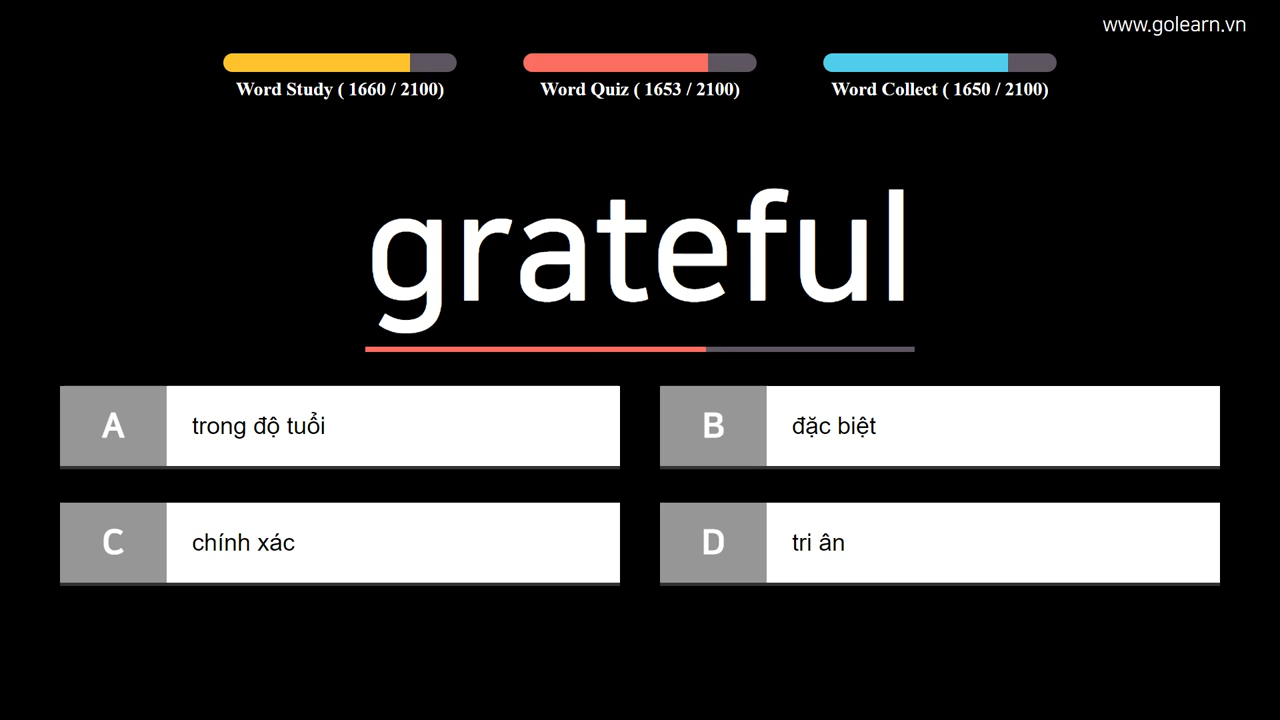 www.golearn.vn
Word Study ( 1660 / 2100)
Word Quiz ( 1653 / 2100)
Word Collect ( 1650 / 2100)
grateful
A trong độ tuổi
B đặc biệt
C chính xác
D tri ân